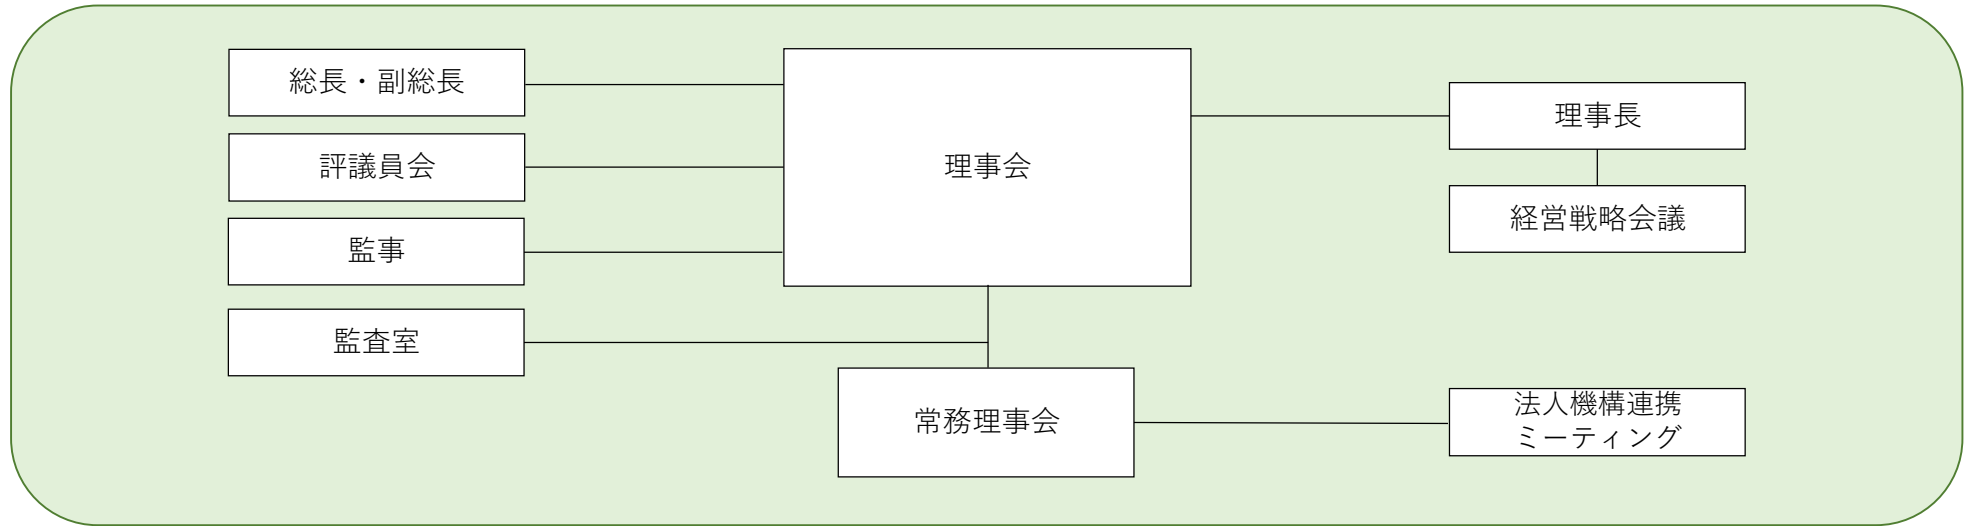 総長・副総長
評議員会
監事
監査室
理事会
常務理事会
理事長
経営戦略会議
法人機構連携
ミーティング